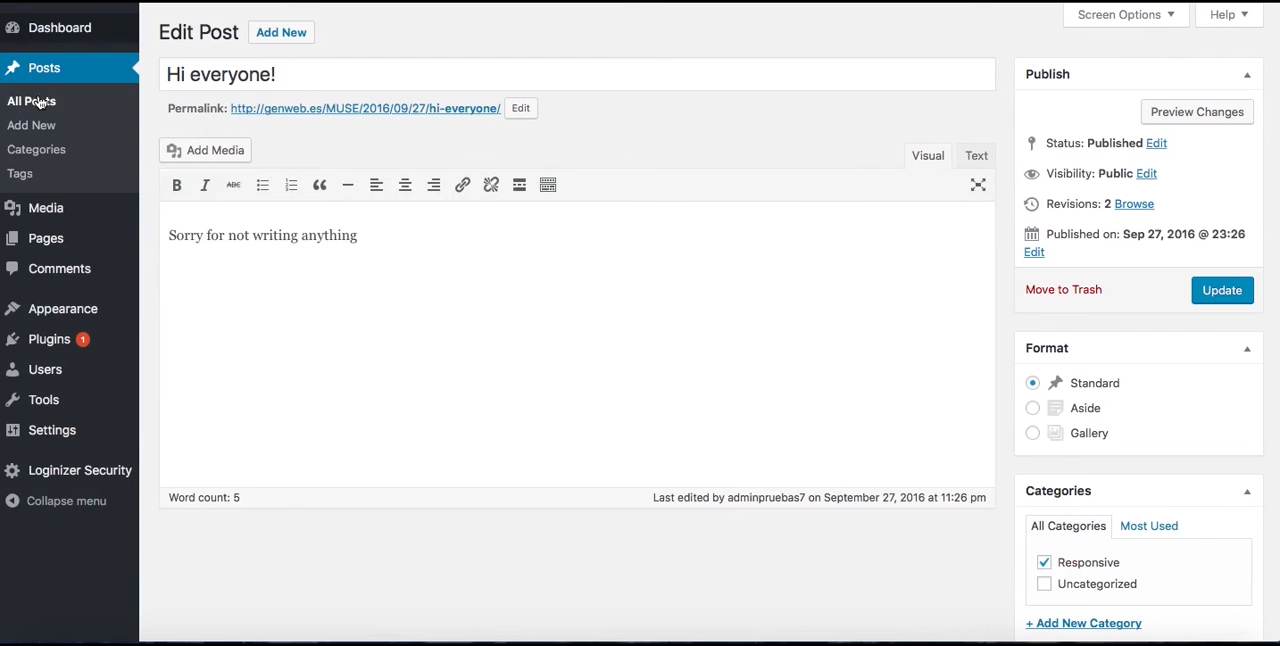 Dashboard
Posts
All Posts
Add New
Categories
Tags
Media
Pages
Comments
Appearance
Plugins 1
Users
Tools
Settings
Loginizer Security
Collapse menu
Screen Options
Help
Edit Post Add New
Hi everyone!
Permalink: http://genweb.es/MUSE/2016/09/27/hi-everyone/ Edit
Add Media
Visual Text
B I ABC
Sorry for not writing anything
Word count: 5
Last edited by adminpruebas7 on September 27, 2016 at 11:26 pm
Publish
Preview Changes
Status: Published Edit
Visibility: Public Edit
Revisions: 2 Browse
Published on: Sep 27, 2016 @ 23:26
Edit
Move to Trash
Update
Format
Standard
Aside
Gallery
Categories
All Categories Most Used
Responsive
Uncategorized
+ Add New Category